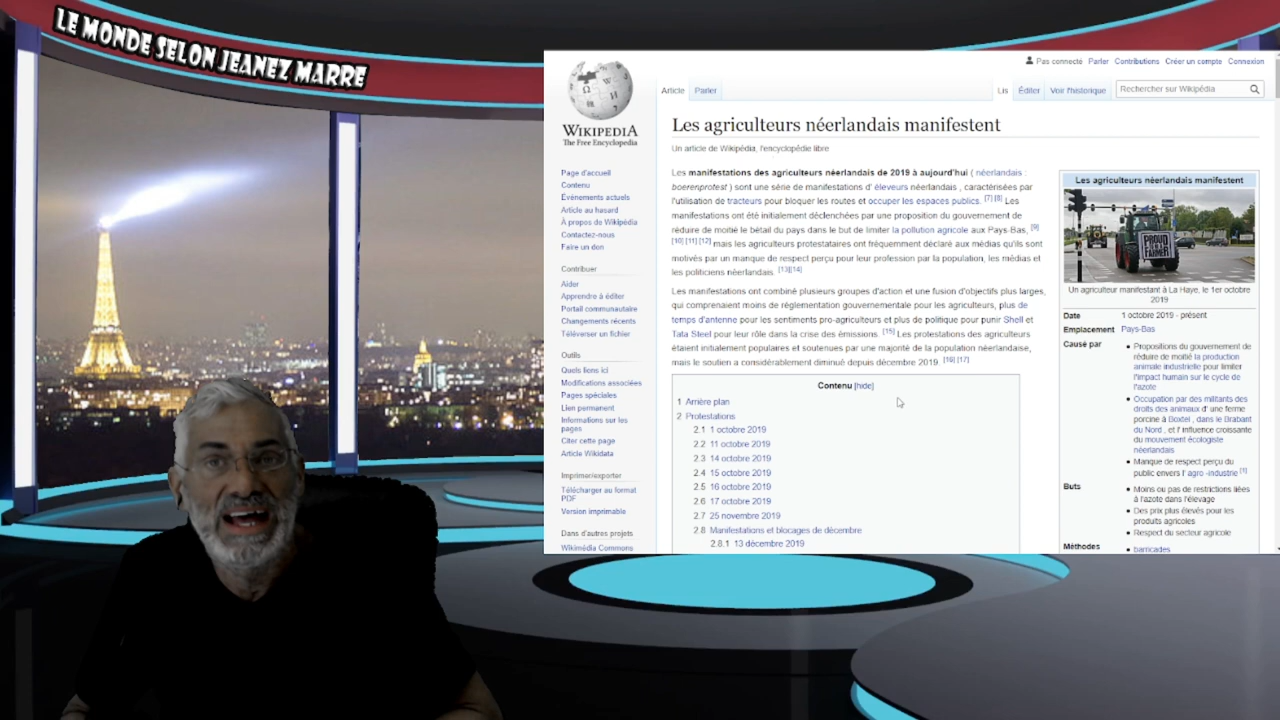 LE MONDE SELON JEANEZ MARRE
WIKIPEDIA
The Free Encyclopedia
Page d'accueil
Contenu
Événements actuels
Article au hasard
À propos de Wikipédia
Contactez-nous
Faire un don
Contribuer
Aider
Apprendre à éditer
Portail communautaire
Changements récents
Téléverser un fichier
Outils
Quels liens ici
Modifications associées
Pages spéciales
Lien permanent
Informations sur les
pages
Citer cette page
Article Wikidata
Imprimer/exporter
Télécharger au format
PDF
Version imprimable
Dans d'autres projets
Wikimédia Commons
Pas connecté Parler Contributions Créer un compte Connexion
Article Parler Lis Éditer Voir l'historique Rechercher sur Wikipédia
Les agriculteurs néerlandais manifestent
Un article de Wikipédia, l'encyclopédie libre
Les manifestations des agriculteurs néerlandais de 2019 à aujourd'hui ( néerlandais :
boerenprotest ) sont une série de manifestations d' éleveurs néerlandais , caractérisées par
l'utilisation de tracteurs pour bloquer les routes et occuper les espaces publics. [7] [8] Les
manifestations ont été initialement déclenchées par une proposition du gouvernement de
réduire de moitié le bétail du pays dans le but de limiter la pollution agricole aux Pays-Bas, [9]
[10] [11] [12] mais les agriculteurs protestataires ont fréquemment déclaré aux médias qu'ils sont
motivés par un manque de respect perçu pour leur profession par la population, les médias et
les politiciens néerlandais. [13][14]
Les manifestations ont combiné plusieurs groupes d'action et une fusion d'objectifs plus larges,
qui comprenaient moins de réglementation gouvernementale pour les agriculteurs, plus de
temps d'antenne pour les sentiments pro-agriculteurs et plus de politique pour punir Shell et
Tata Steel pour leur rôle dans la crise des émissions. [15] Les protestations des agriculteurs
étaient initialement populaires et soutenues par une majorité de la population néerlandaise,
mais le soutien a considérablement diminué depuis décembre 2019. [16] [17]
Contenu [hide]
1 Arrière plan
2 Protestations
2.1 1 octobre 2019
2.2 11 octobre 2019
2.3 14 octobre 2019
2.4 15 octobre 2019
2.5 16 octobre 2019
2.6 17 octobre 2019
2.7 25 novembre 2019
2.8 Manifestations et blocages de décembre
2.8.1 13 décembre 2019
Les agriculteurs néerlandais manifestent
PROUD
FARMER
Un agriculteur manifestant à La Haye, le 1er octobre
2019
Date 1 octobre 2019 - présent
Emplacement Pays-Bas
Causé par • Propositions du gouvernement de
réduire de moitié la production
animale industrielle pour limiter
l'impact humain sur le cycle de
l'azote
• Occupation par des militants des
droits des animaux d' une ferme
porcine à Boxtel , dans le Brabant
du Nord , et l' influence croissante
du mouvement écologiste
néerlandais
• Manque de respect perçu du
public envers l' agro -industrie [1]
Buts • Moins ou pas de restrictions liées
à l'azote dans l'élevage
• Des prix plus élevés pour les
produits agricoles
• Respect du secteur agricole
Méthodes • barricades